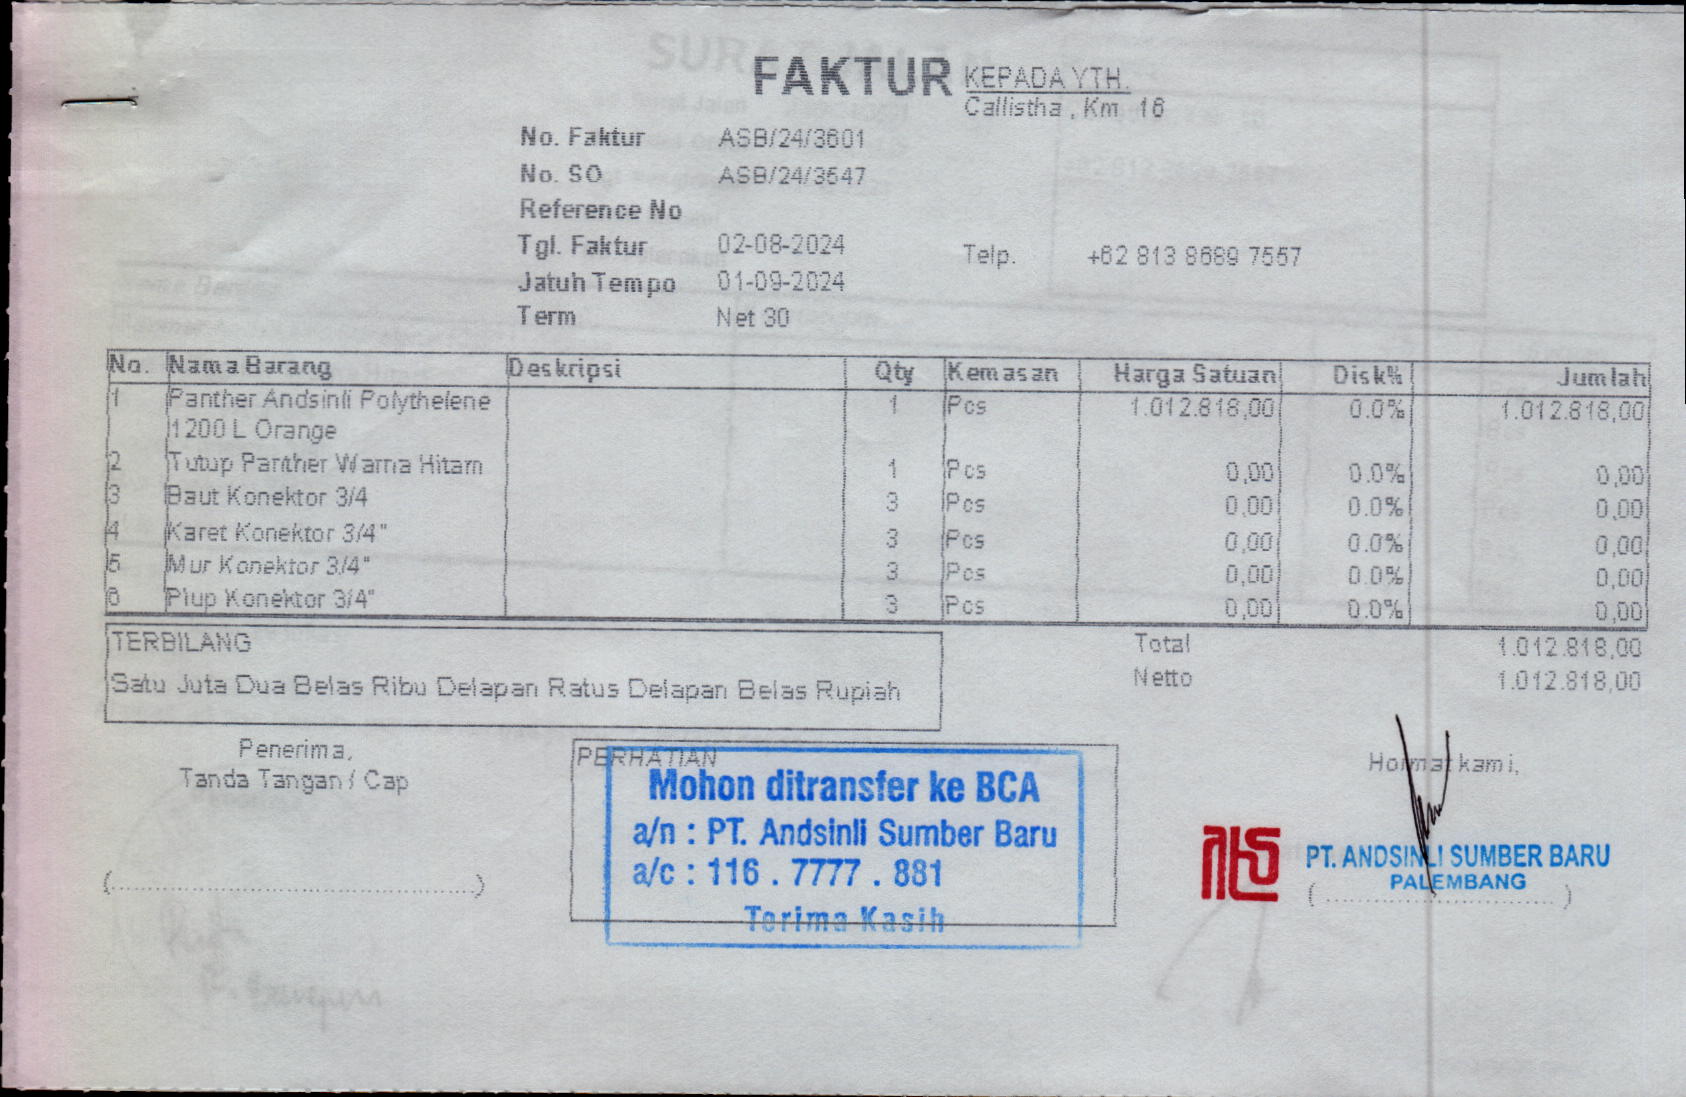 FAKTUR
KEPADA YTH.
Callistha , Km 16
No. Faktur ASB/24/3601
No. SO ASB/24/3547
Reference No
Tgl. Faktur 02-08-2024
Telp. +62 813 8689 7557
Jatuh Tempo 01-09-2024
Term Net 30
No. Nama Barang Deskripsi Qty Kemasan Harga Satuan Disk% Jumlah
1 Panther Andsinli Polythelene 1 Pcs 1.012.818,00 0.0% 1.012.818,00
1200 L Orange
2 Tutup Panther Warna Hitam 1 Pcs 0,00 0.0% 0,00
3 Baut Konektor 3/4 3 Pcs 0,00 0.0% 0,00
4 Karet Konektor 3/4" 3 Pcs 0,00 0.0% 0,00
5 Mur Konektor 3/4" 3 Pcs 0,00 0.0% 0,00
6 Plup Konektor 3/4" 3 Pcs 0,00 0.0% 0,00
TERBILANG
Satu Juta Dua Belas Ribu Delapan Ratus Delapan Belas Rupiah
Total 1.012.818,00
Netto 1.012.818,00
Penerima,
Tanda Tangan / Cap
(..........................................................)
PERHATIAN
Mohon ditransfer ke BCA
a/n : PT. Andsinli Sumber Baru
a/c : 116 . 7777 . 881
Terima Kasih
Hormat kami,
PT. ANDSINLI SUMBER BARU
PALEMBANG
(....................................)